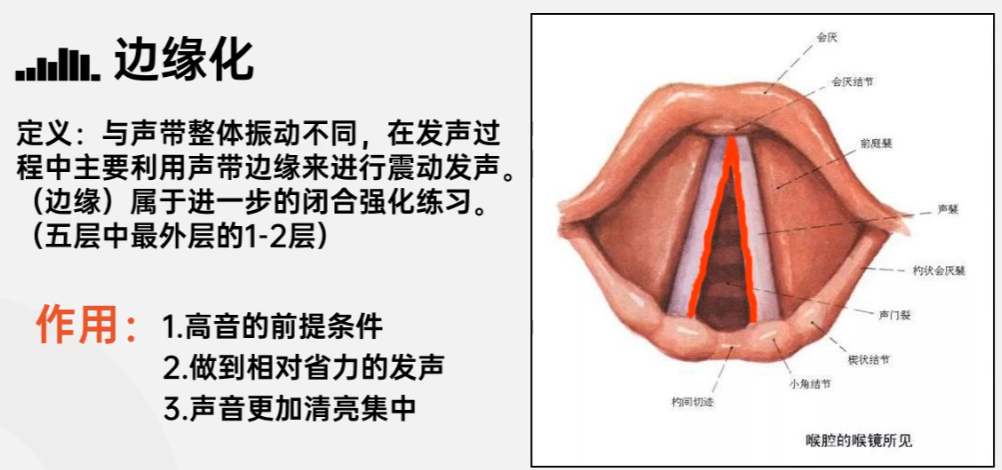 边缘化
定义：与声带整体振动不同，在发声过
程中主要利用声带边缘来进行震动发声。
（边缘）属于进一步的闭合强化练习。
（五层中最外层的1-2层）
作用：
1.高音的前提条件
2.做到相对省力的发声
3.声音更加清亮集中
会厌
会厌结节
前庭襞
声襞
杓状会厌襞
声门裂
楔状结节
小角结节
杓间切迹
喉腔的喉镜所见